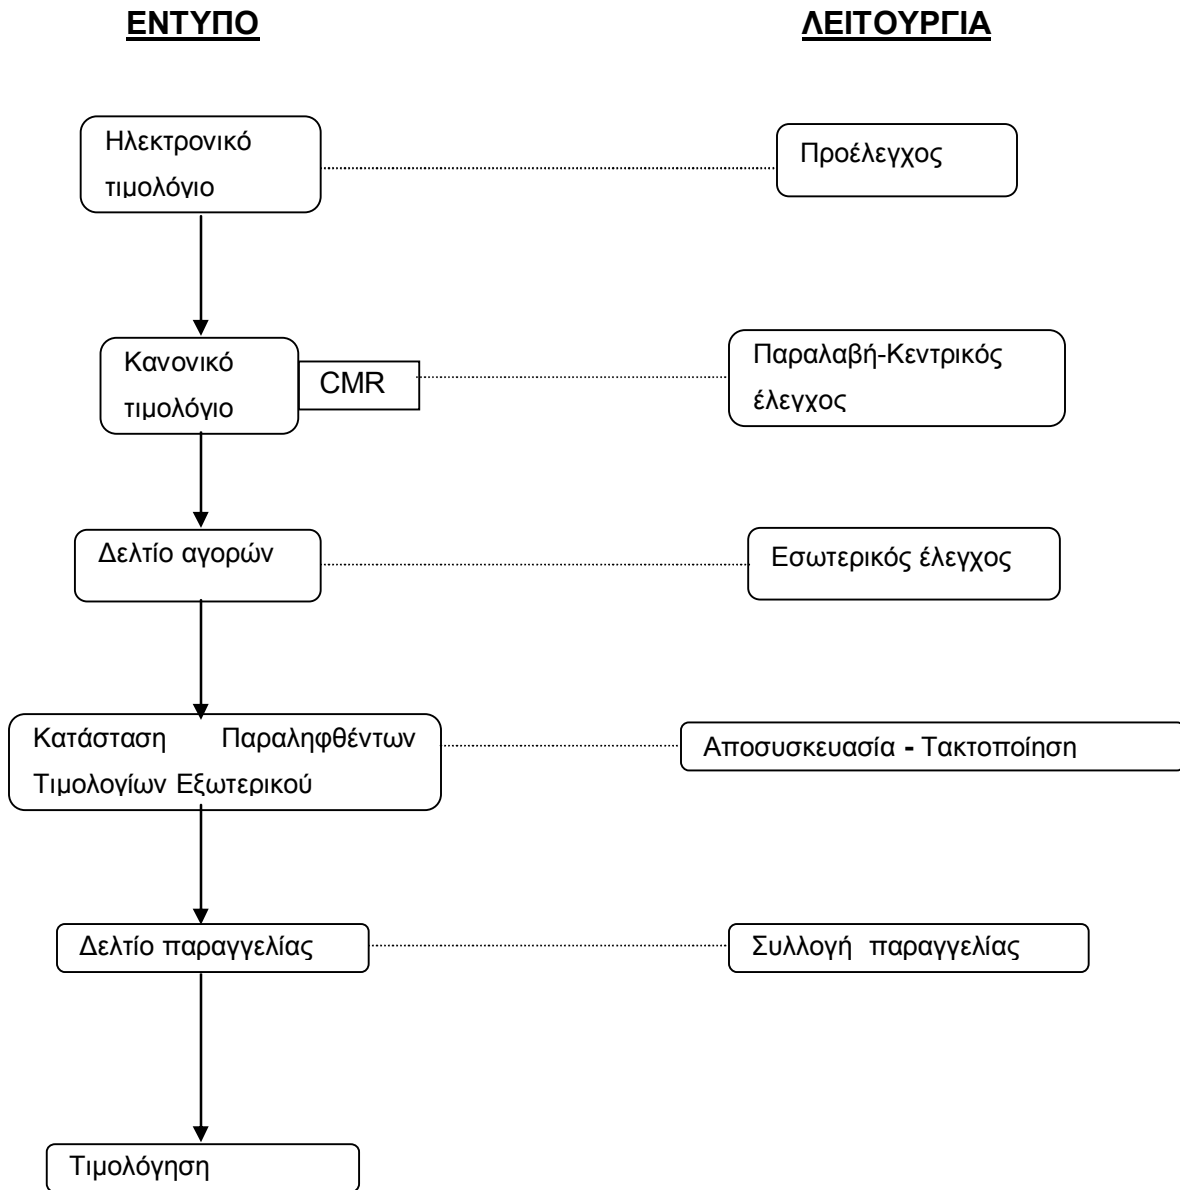 ΕΝΤΥΠΟ ΛΕΙΤΟΥΡΓΙΑ
Ηλεκτρονικό
τιμολόγιο
Προέλεγχος
Κανονικό
τιμολόγιο
CMR
Παραλαβή-Κεντρικός
έλεγχος
Δελτίο αγορών
Εσωτερικός έλεγχος
Κατάσταση Παραληφθέντων
Τιμολογίων Εξωτερικού
Αποσυσκευασία - Τακτοποίηση
Δελτίο παραγγελίας
Συλλογή παραγγελίας
Τιμολόγηση